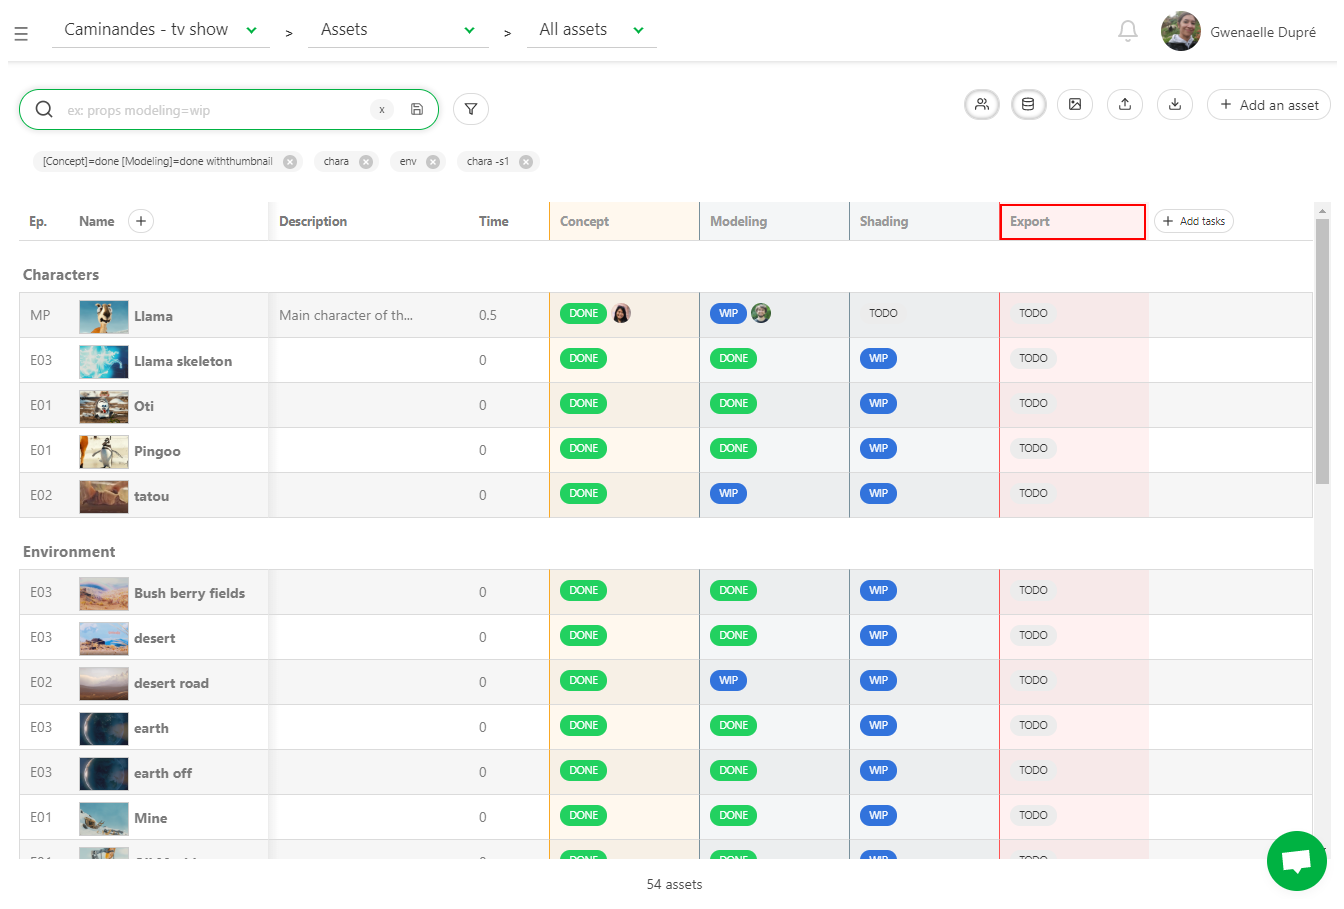 Caminandes - tv show > Assets > All assets Gwenaelle Dupré
ex: props modeling=wip x + Add an asset
[Concept]=done [Modeling]=done withthumbnail chara env chara -s1
Ep. Name + Description Time Concept Modeling Shading Export + Add tasks
Characters
MP Llama Main character of th... 0.5 DONE WIP TODO TODO
E03 Llama skeleton 0 DONE DONE WIP TODO
E01 Oti 0 DONE DONE WIP TODO
E01 Pingoo 0 DONE DONE WIP TODO
E02 tatou 0 DONE WIP WIP TODO
Environment
E03 Bush berry fields 0 DONE DONE WIP TODO
E03 desert 0 DONE DONE WIP TODO
E02 desert road 0 DONE WIP WIP TODO
E03 earth 0 DONE DONE WIP TODO
E03 earth off 0 DONE DONE WIP TODO
E01 Mine 0 DONE DONE WIP TODO
DONE DONE WIP TODO
54 assets